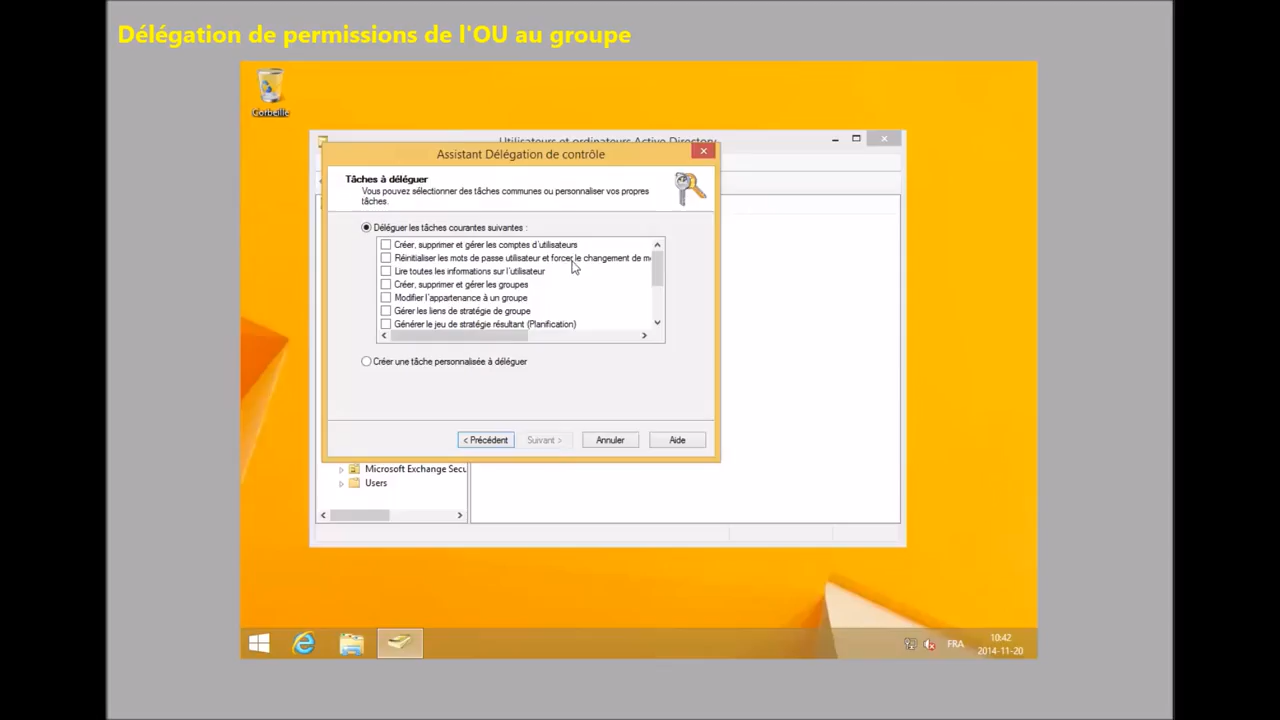 Délégation de permissions de l'OU au groupe
Corbeille
Utilisateurs et ordinateurs Active Directory
Assistant Délégation de contrôle
Tâches à déléguer
Vous pouvez sélectionner des tâches communes ou personnaliser vos propres
tâches.
Déléguer les tâches courantes suivantes :
Créer, supprimer et gérer les comptes d'utilisateurs
Réinitialiser les mots de passe utilisateur et forcer le changement de m
Lire toutes les informations sur l'utilisateur
Créer, supprimer et gérer les groupes
Modifier l'appartenance à un groupe
Gérer les liens de stratégie de groupe
Générer le jeu de stratégie résultant (Planification)
Créer une tâche personnalisée à déléguer
< Précédent Suivant > Annuler Aide
Microsoft Exchange Secu
Users
FRA
10:42
2014-11-20